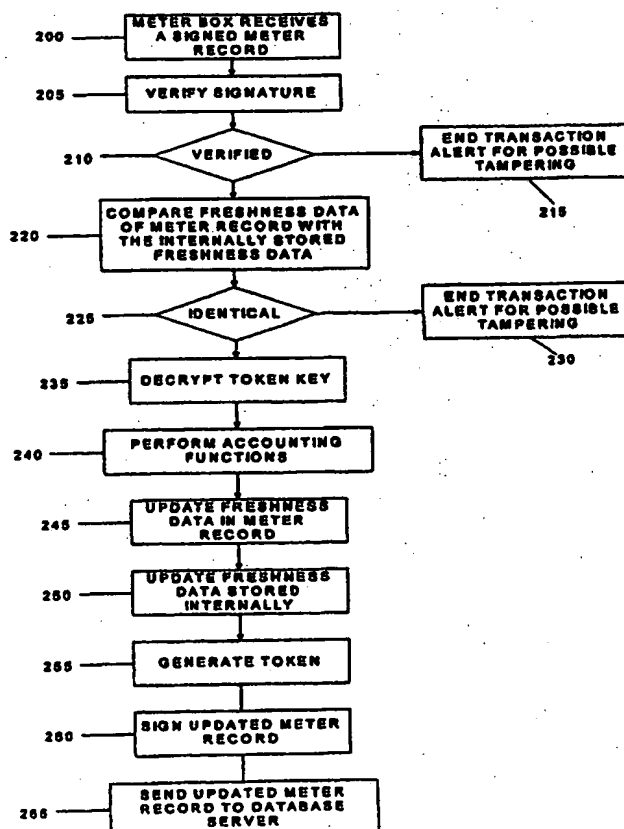 200
METER BOX RECEIVES
A SIGNED METER
RECORD
205
VERIFY SIGNATURE
210
VERIFIED
END TRANSACTION
ALERT FOR POSSIBLE
TAMPERING
215
220
COMPARE FRESHNESS DATA
OF METER RECORD WITH
THE INTERNALLY STORED
FRESHNESS DATA
225
IDENTICAL
END TRANSACTION
ALERT FOR POSSIBLE
TAMPERING
230
235
DECRYPT TOKEN KEY
240
PERFORM ACCOUNTING
FUNCTIONS
245
UPDATE FRESHNESS
DATA IN METER
RECORD
250
UPDATE FRESHNESS
DATA STORED
INTERNALLY
255
GENERATE TOKEN
260
SIGN UPDATED METER
RECORD
265
SEND UPDATED METER
RECORD TO DATABASE
SERVER